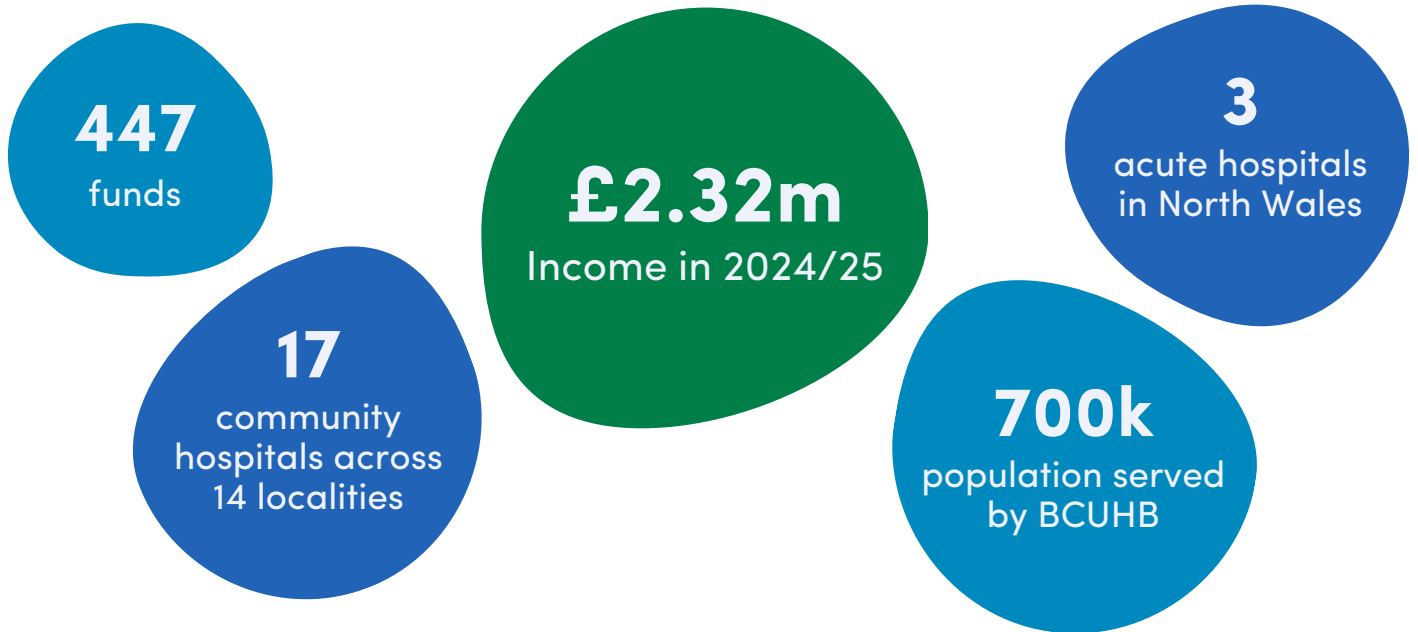 447
funds
17
community
hospitals across
14 localities
£2.32m
Income in 2024/25
3
acute hospitals
in North Wales
700k
population served
by BCUHB